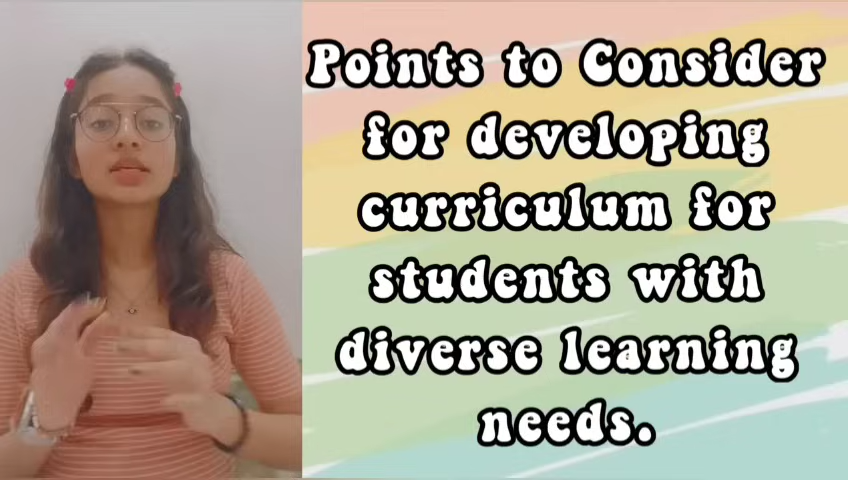 Points to Consider
for developing
curriculum for
students with
diverse learning
needs.